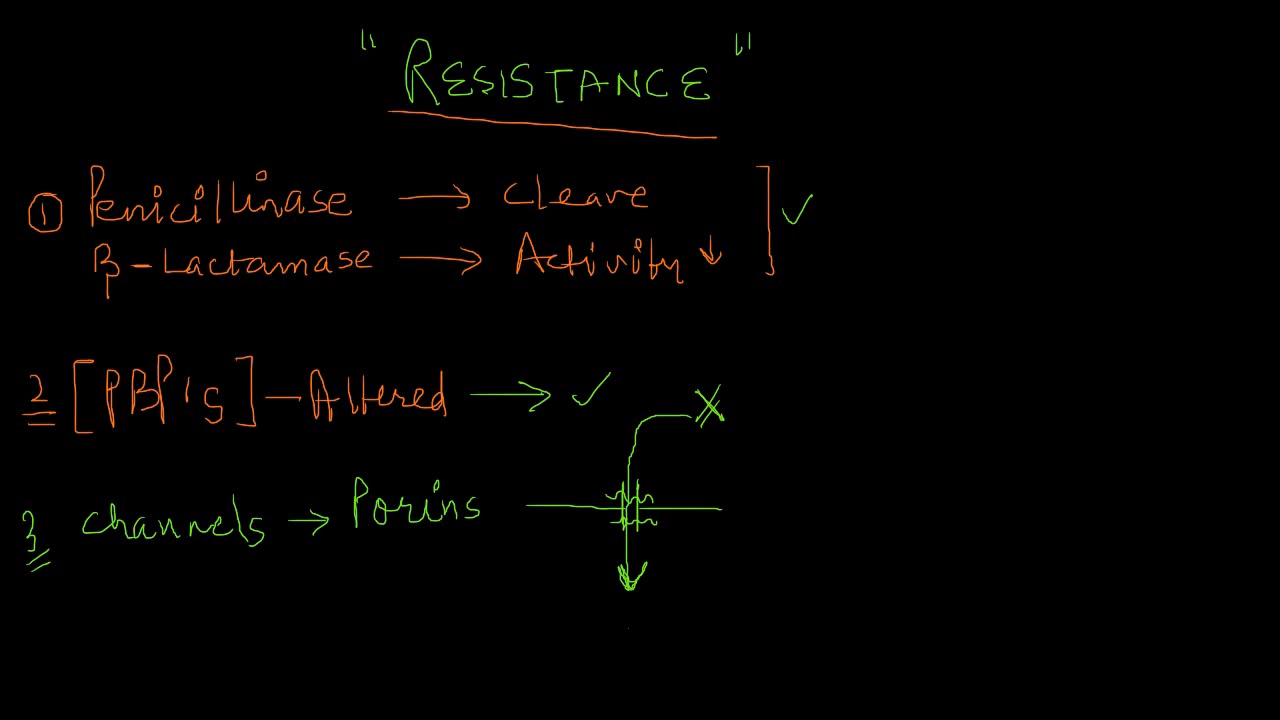 "RESISTANCE"
① Penicillinase → Cleave
β-Lactamase → Activity ↓
2 [PBP's] - Altered → ✓
3 Channels → Porins